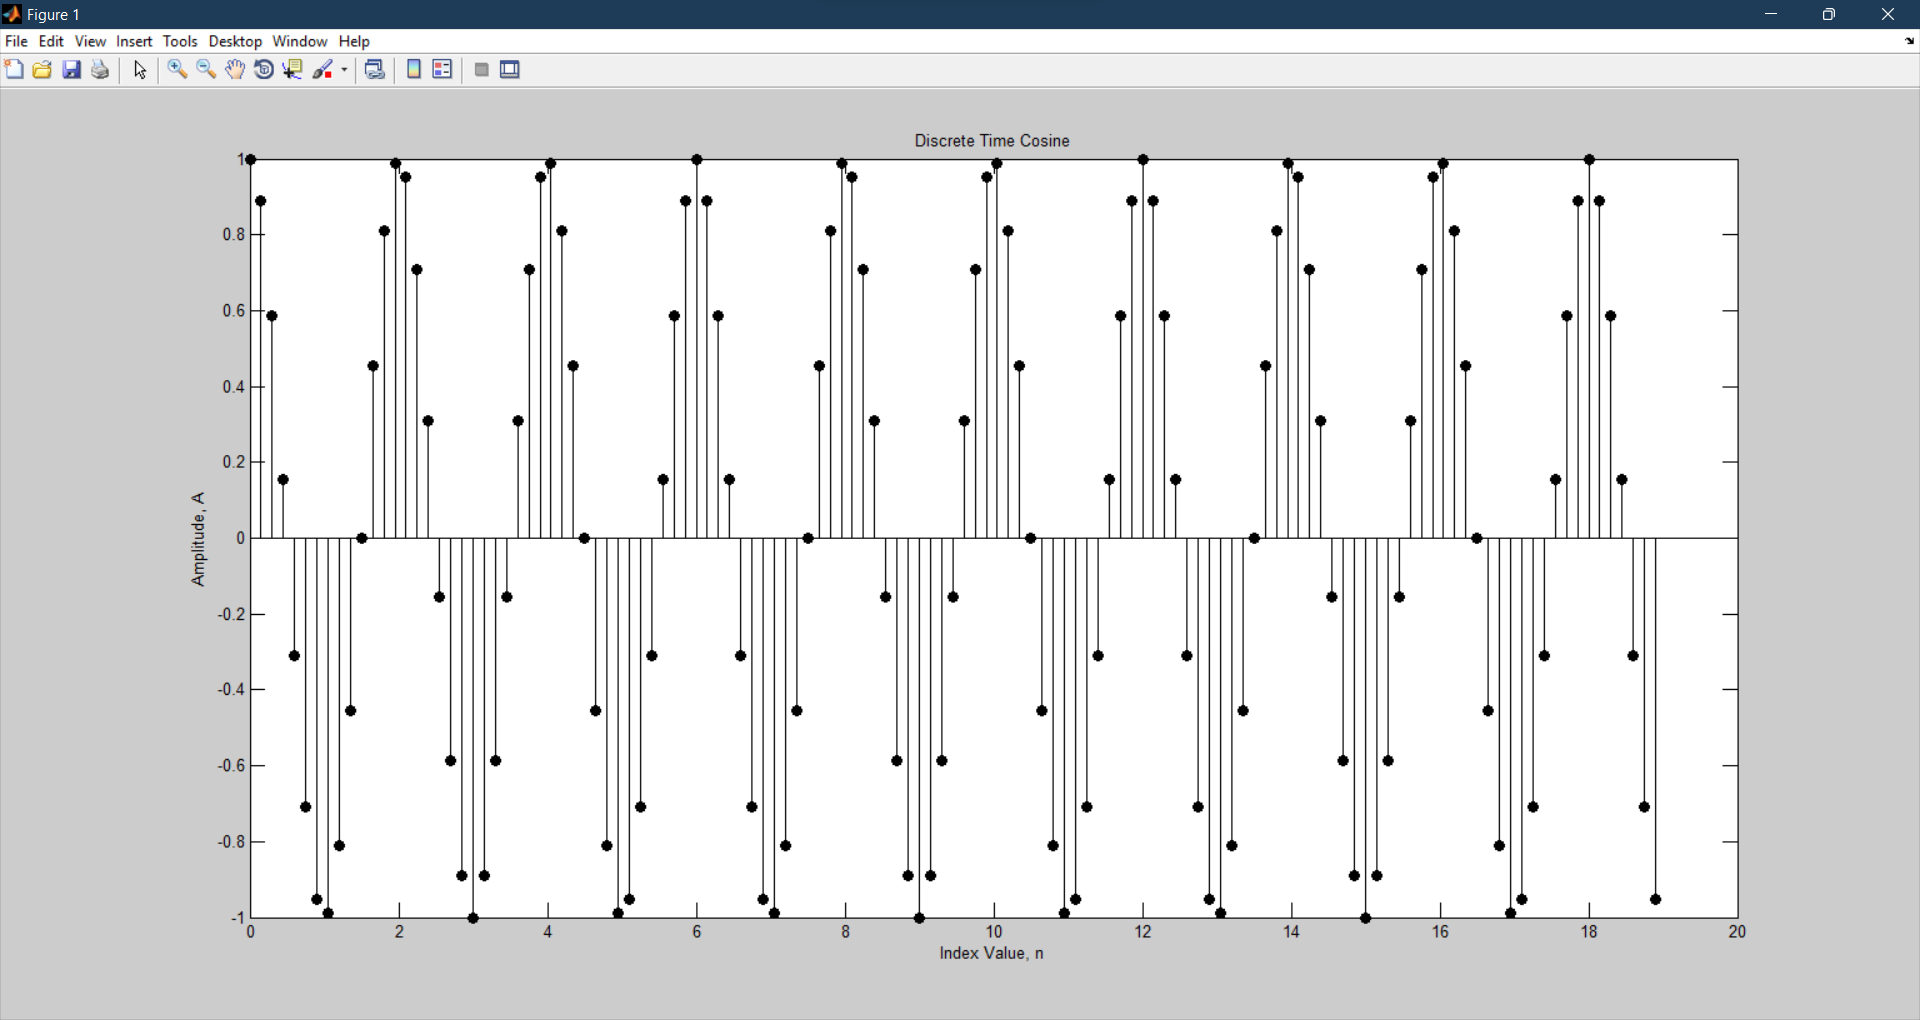 Figure 1
File Edit View Insert Tools Desktop Window Help
Discrete Time Cosine
1
0.8
0.6
0.4
0.2
0
-0.2
-0.4
-0.6
-0.8
-1
Amplitude, A
0 2 4 6 8 10 12 14 16 18 20
Index Value, n